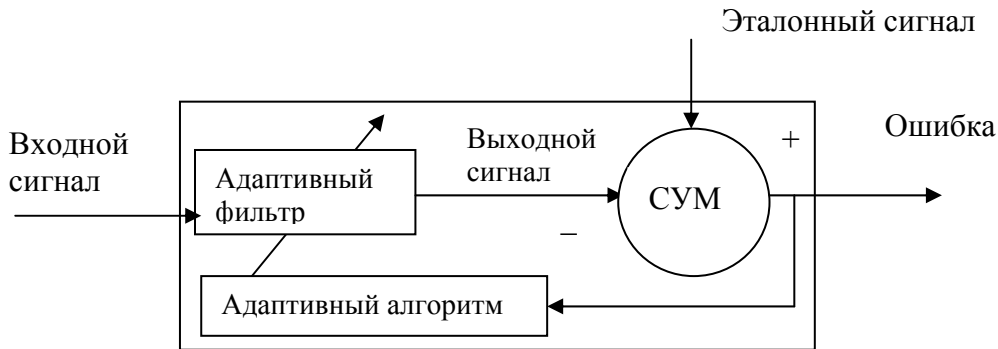 Эталонный сигнал
Входной
сигнал
Адаптивный
фильтр
Выходной
сигнал
–
СУМ
+
Ошибка
Адаптивный алгоритм